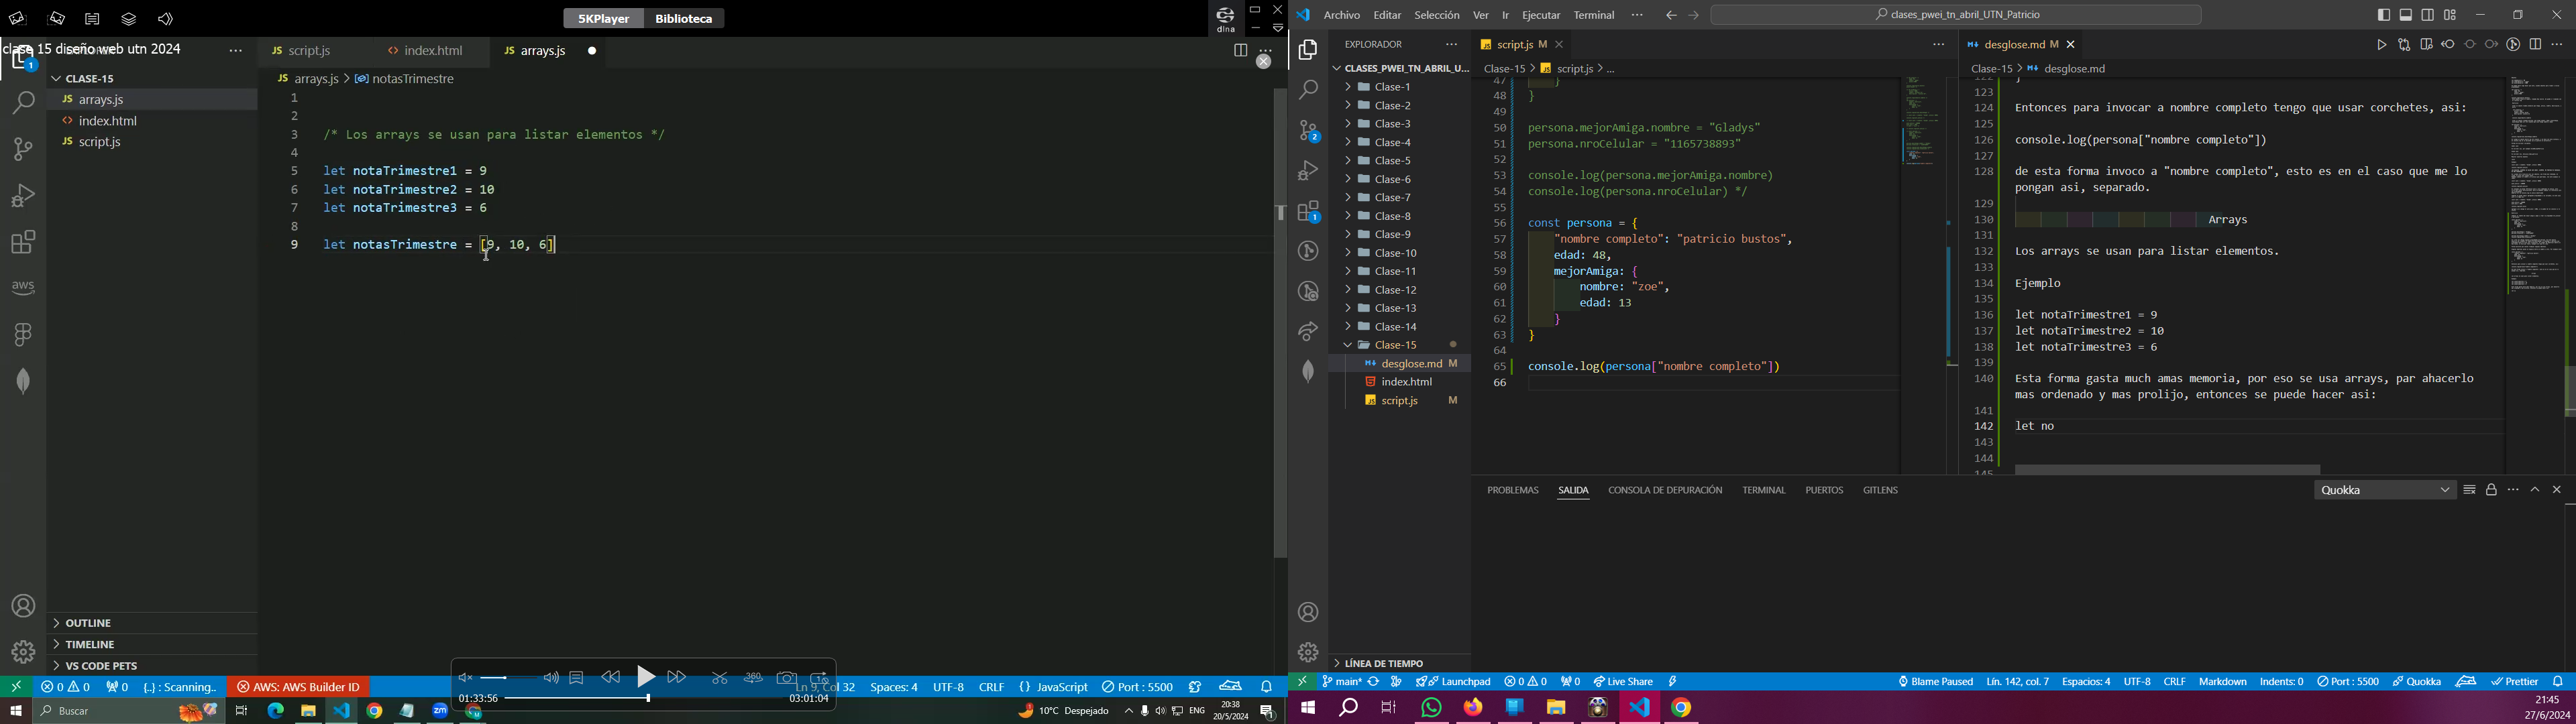 5KPlayer Biblioteca
dlna
clase 15 diseño web utn 2024
CLASE-15
JS arrays.js
<> index.html
JS script.js
OUTLINE
TIMELINE
VS CODE PETS
JS script.js <> index.html JS arrays.js
JS arrays.js > notasTrimestre
1
2
3 /* Los arrays se usan para listar elementos */
4
5 let notaTrimestre1 = 9
6 let notaTrimestre2 = 10
7 let notaTrimestre3 = 6
8
9 let notasTrimestre = [9, 10, 6]
01:33:56 03:01:04
0 0 0 {..} : Scanning.. AWS: AWS Builder ID Ln 9, Col 32 Spaces: 4 UTF-8 CRLF {} JavaScript Port : 5500
Buscar 10°C Despejado ENG 20:38
20/5/2024
Archivo Editar Selección Ver Ir Ejecutar Terminal ··· clases_pwei_tn_abril_UTN_Patricio
EXPLORADOR
CLASES_PWEI_TN_ABRIL_U...
Clase-1
Clase-2
Clase-3
Clase-4
Clase-5
Clase-6
Clase-7
Clase-8
Clase-9
Clase-10
Clase-11
Clase-12
Clase-13
Clase-14
Clase-15
desglose.md M
index.html
script.js M
LÍNEA DE TIEMPO
JS script.js M
Clase-15 > JS script.js > ...
47 }
48 }
49
50 persona.mejorAmiga.nombre = "Gladys"
51 persona.nroCelular = "1165738893"
52
53 console.log(persona.mejorAmiga.nombre)
54 console.log(persona.nroCelular) */
55
56 const persona = {
57 "nombre completo": "patricio bustos",
58 edad: 48,
59 mejorAmiga: {
60 nombre: "zoe",
61 edad: 13
62 }
63 }
64
65 console.log(persona["nombre completo"])
66
desglose.md M
Clase-15 > desglose.md
122 }
123
124 Entonces para invocar a nombre completo tengo que usar corchetes, asi:
125
126 console.log(persona["nombre completo"])
127
128 de esta forma invoco a "nombre completo", esto es en el caso que me lo
pongan asi, separado.
129
130 Arrays
131
132 Los arrays se usan para listar elementos.
133
134 Ejemplo
135
136 let notaTrimestre1 = 9
137 let notaTrimestre2 = 10
138 let notaTrimestre3 = 6
139
140 Esta forma gasta much amas memoria, por eso se usa arrays, par ahacerlo
mas ordenado y mas prolijo, entonces se puede hacer asi:
141
142 let no
143
144
145
PROBLEMAS SALIDA CONSOLA DE DEPURACIÓN TERMINAL PUERTOS GITLENS Quokka
main* Launchpad 0 0 0 Live Share Blame Paused Lín. 142, col. 7 Espacios: 4 UTF-8 CRLF Markdown Indents: 0 Port : 5500 Quokka Prettier
21:45
27/6/2024